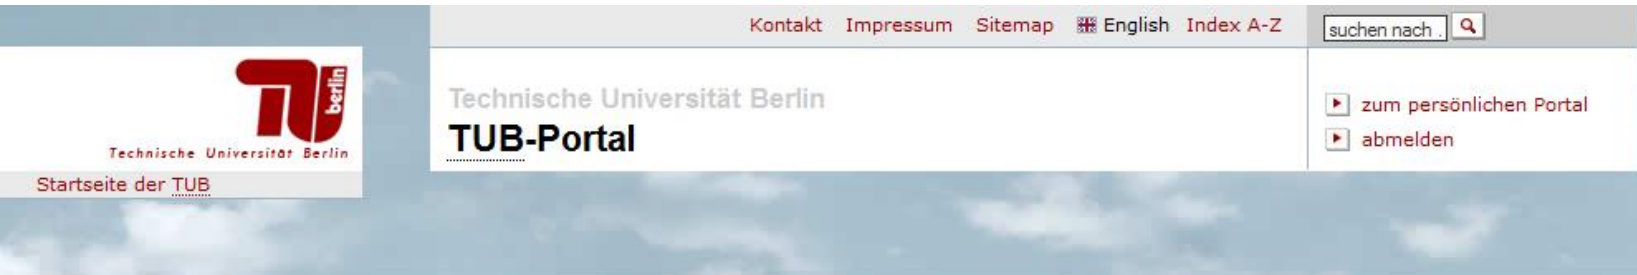 Kontakt Impressum Sitemap English Index A-Z
suchen nach .
TU berlin
Technische Universität Berlin
Startseite der TUB
Technische Universität Berlin
TUB-Portal
zum persönlichen Portal
abmelden